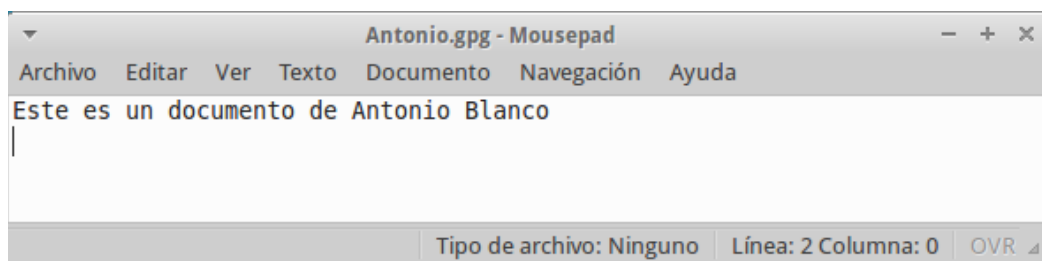 Antonio.gpg - Mousepad
Archivo Editar Ver Texto Documento Navegación Ayuda
Este es un documento de Antonio Blanco
Tipo de archivo: Ninguno Línea: 2 Columna: 0 OVR